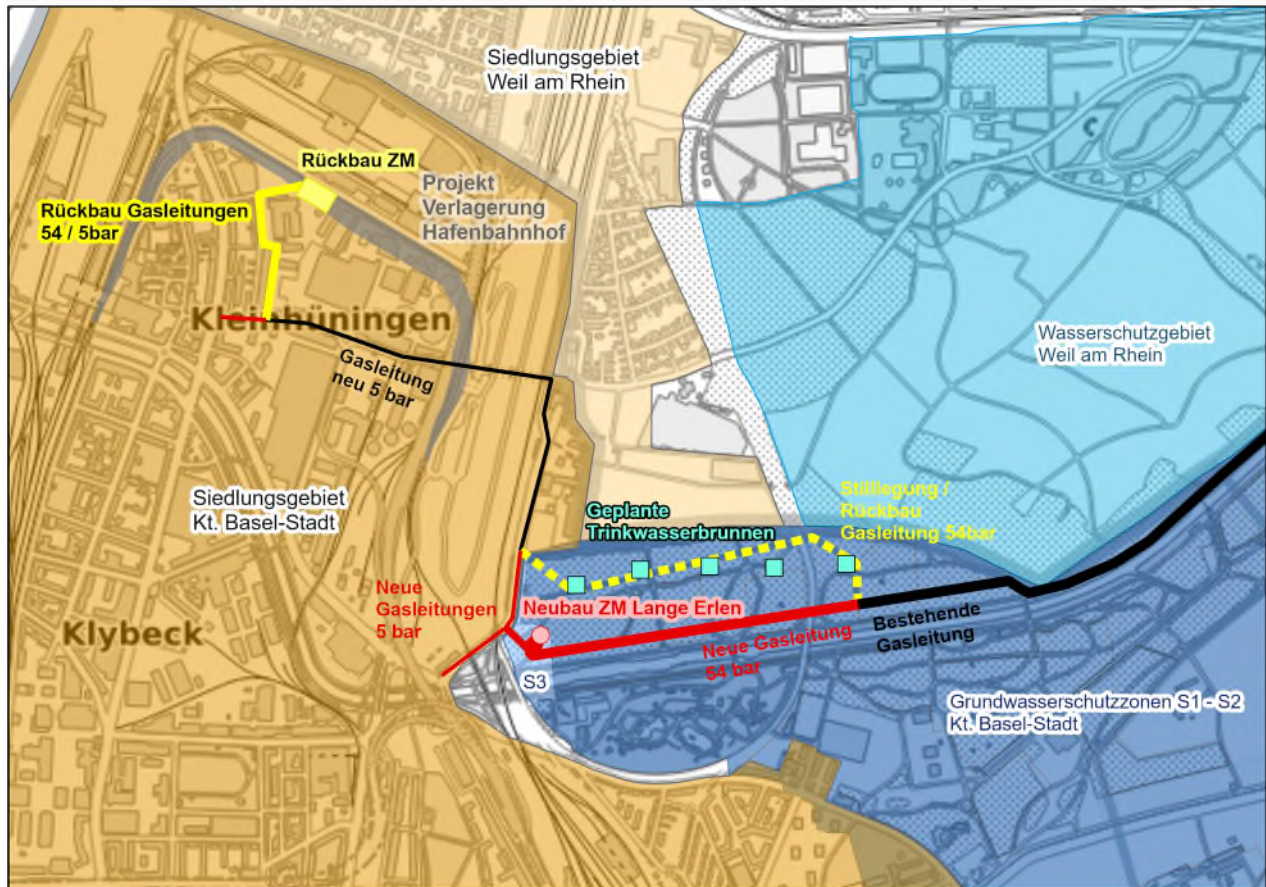 Siedlungsgebiet
Weil am Rhein
Rückbau ZM
Projekt
Verlagerung
Hafenbahnhof
Rückbau Gasleitungen
54 / 5bar
Kleinhüningen
Gasleitung
neu 5 bar
Wasserschutzgebiet
Weil am Rhein
Siedlungsgebiet
Kt. Basel-Stadt
Geplante
Trinkwasserbrunnen
Stilllegung /
Rückbau
Gasleitung 54bar
Neue
Gasleitungen
5 bar
Neubau ZM Lange Erlen
Klybeck
Neue Gasleitung
54 bar
Bestehende
Gasleitung
S3
Grundwasserschutzzonen S1 - S2
Kt. Basel-Stadt